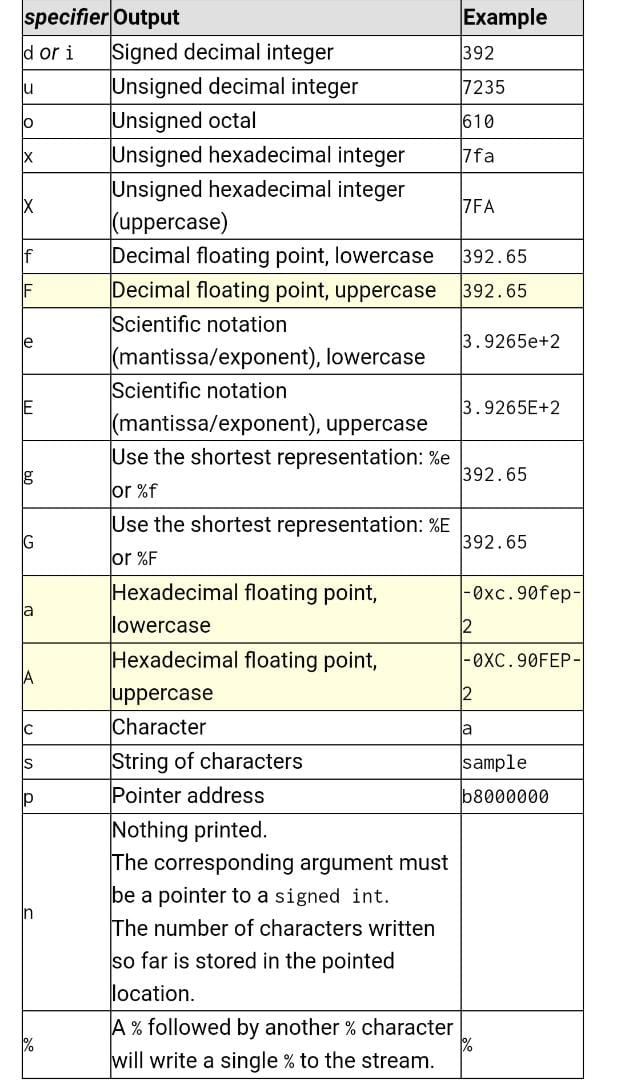 specifier Output Example
d or i Signed decimal integer 392
u Unsigned decimal integer 7235
o Unsigned octal 610
x Unsigned hexadecimal integer 7fa
X Unsigned hexadecimal integer
(uppercase) 7FA
f Decimal floating point, lowercase 392.65
F Decimal floating point, uppercase 392.65
e Scientific notation
(mantissa/exponent), lowercase 3.9265e+2
E Scientific notation
(mantissa/exponent), uppercase 3.9265E+2
g Use the shortest representation: %e
or %f 392.65
G Use the shortest representation: %E
or %F 392.65
a Hexadecimal floating point, -0xc.90fep-
lowercase 2
A Hexadecimal floating point, -0XC.90FEP-
uppercase 2
c Character a
s String of characters sample
p Pointer address b8000000
n Nothing printed.
The corresponding argument must
be a pointer to a signed int.
The number of characters written
so far is stored in the pointed
location.
% A % followed by another % character
will write a single % to the stream. %